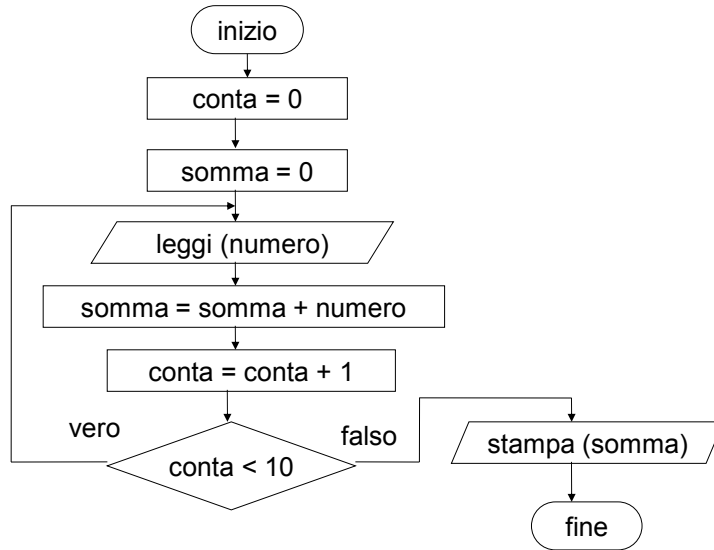 inizio
conta = 0
somma = 0
leggi (numero)
somma = somma + numero
conta = conta + 1
vero
falso
conta < 10
stampa (somma)
fine